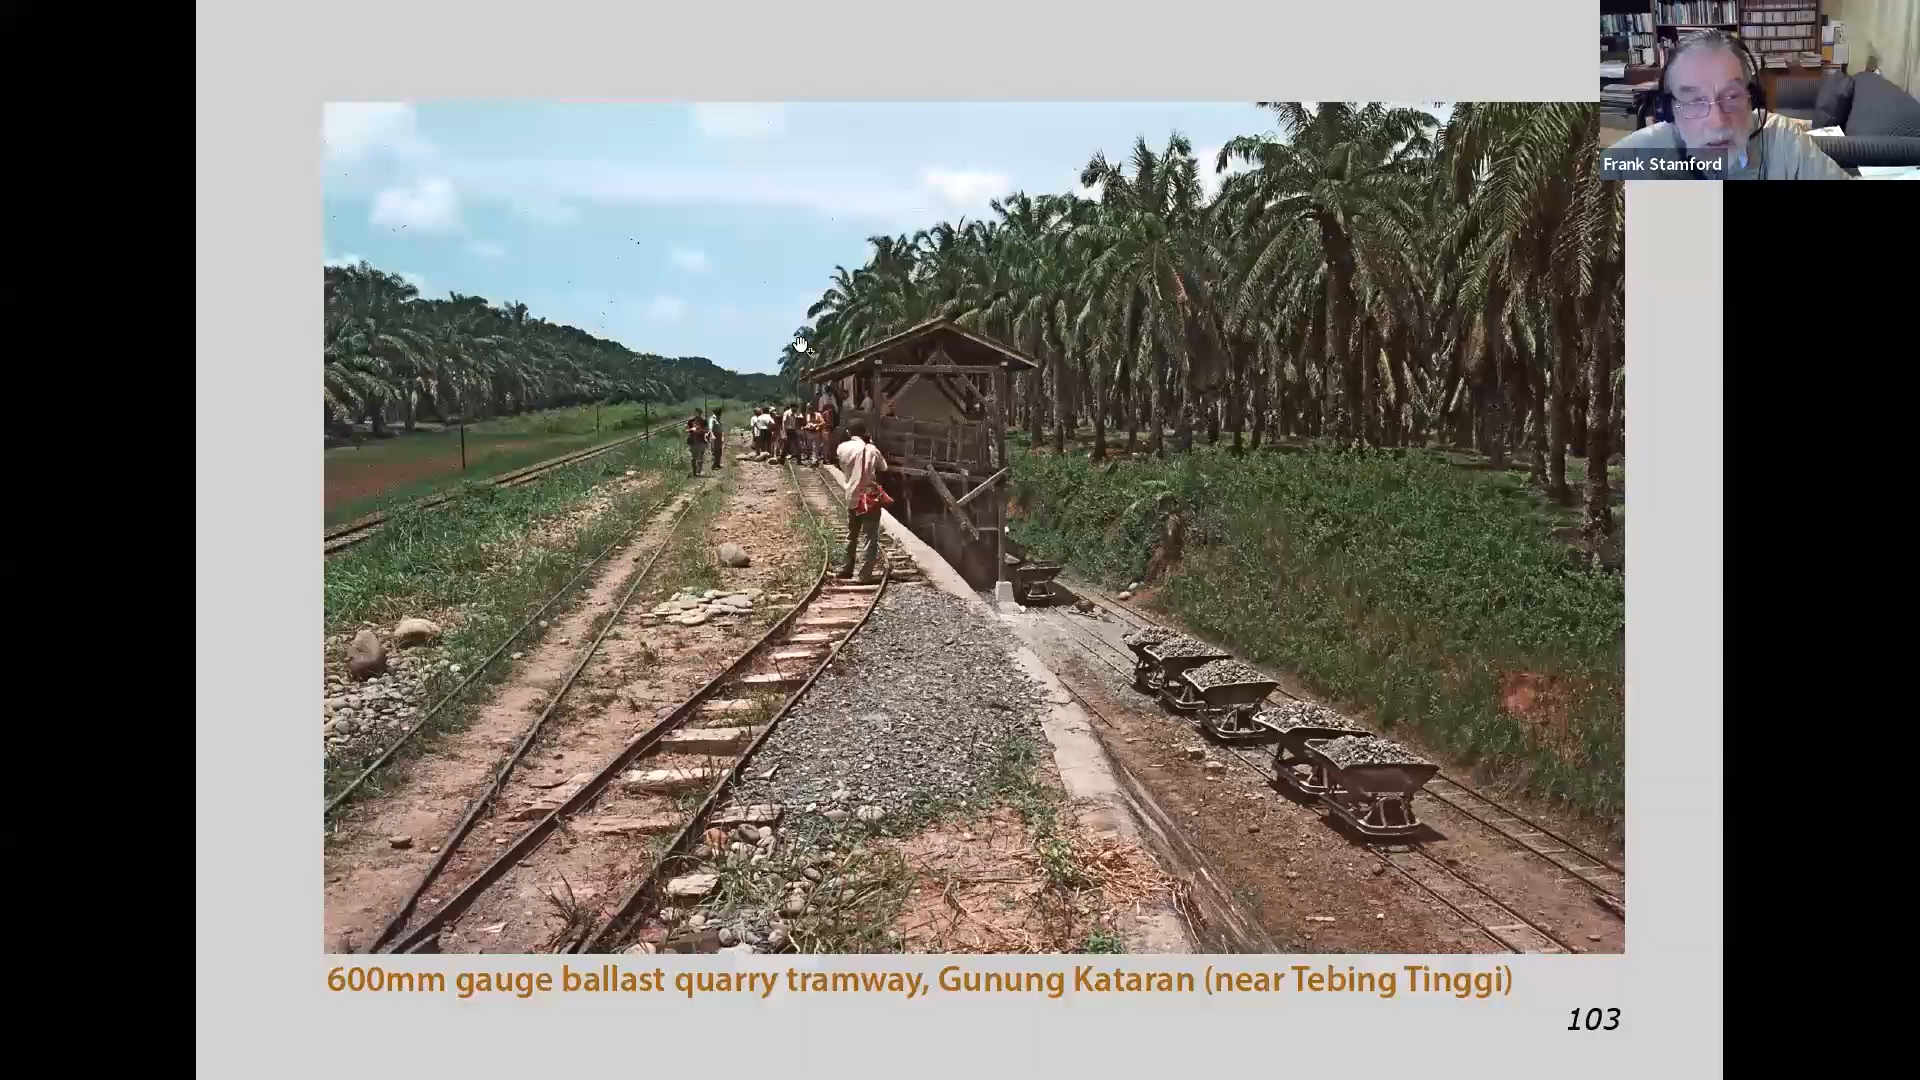 Frank Stamford
600mm gauge ballast quarry tramway, Gunung Kataran (near Tebing Tinggi)
103